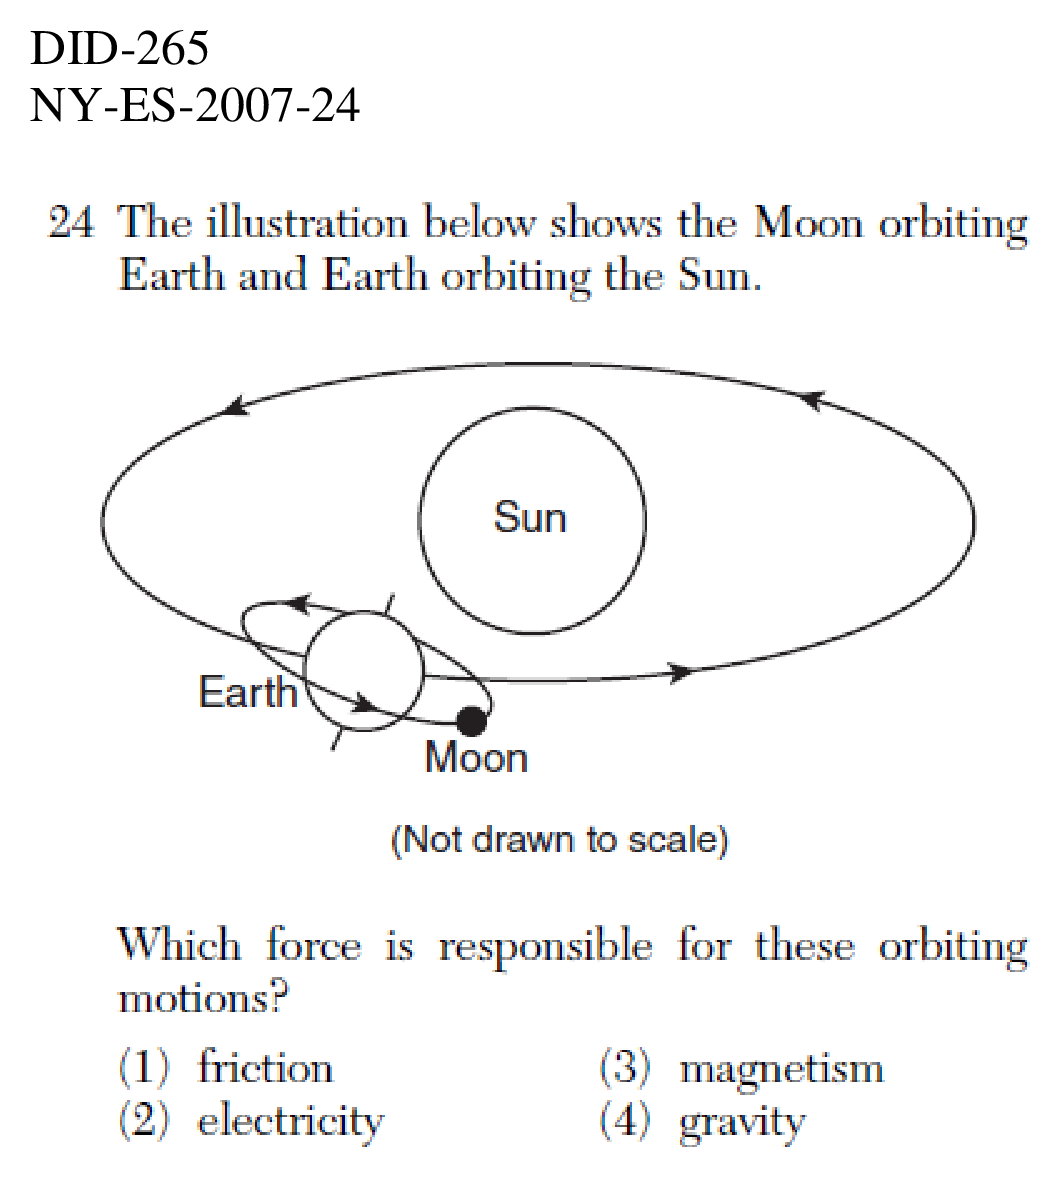 DID-265
NY-ES-2007-24
24 The illustration below shows the Moon orbiting
Earth and Earth orbiting the Sun.
Sun
Earth
Moon
(Not drawn to scale)
Which force is responsible for these orbiting
motions?
(1) friction (3) magnetism
(2) electricity (4) gravity